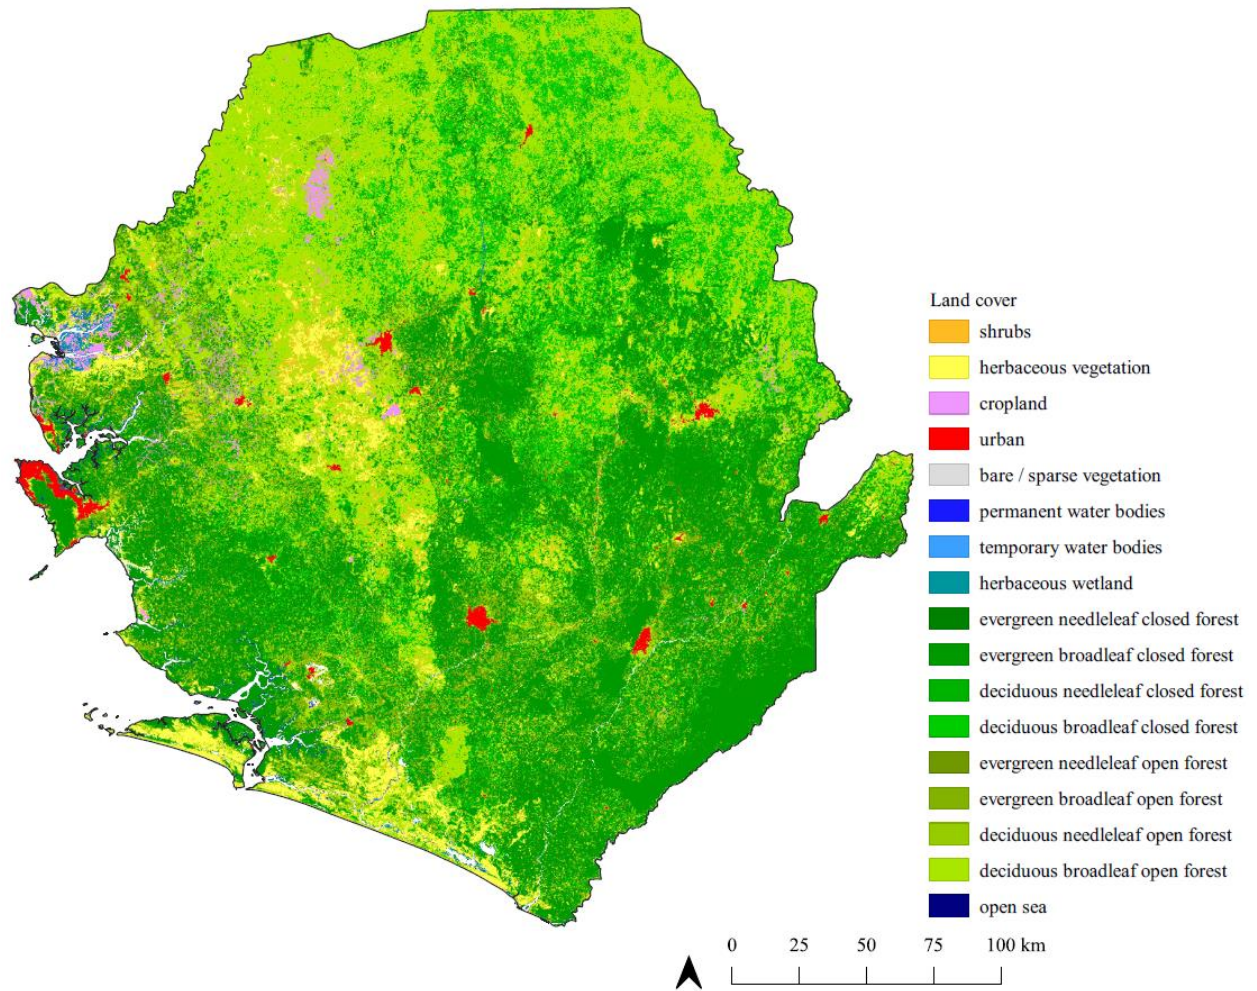 Land cover
shrubs
herbaceous vegetation
cropland
urban
bare / sparse vegetation
permanent water bodies
temporary water bodies
herbaceous wetland
evergreen needleleaf closed forest
evergreen broadleaf closed forest
deciduous needleleaf closed forest
deciduous broadleaf closed forest
evergreen needleleaf open forest
evergreen broadleaf open forest
deciduous needleleaf open forest
deciduous broadleaf open forest
open sea
0 25 50 75 100 km